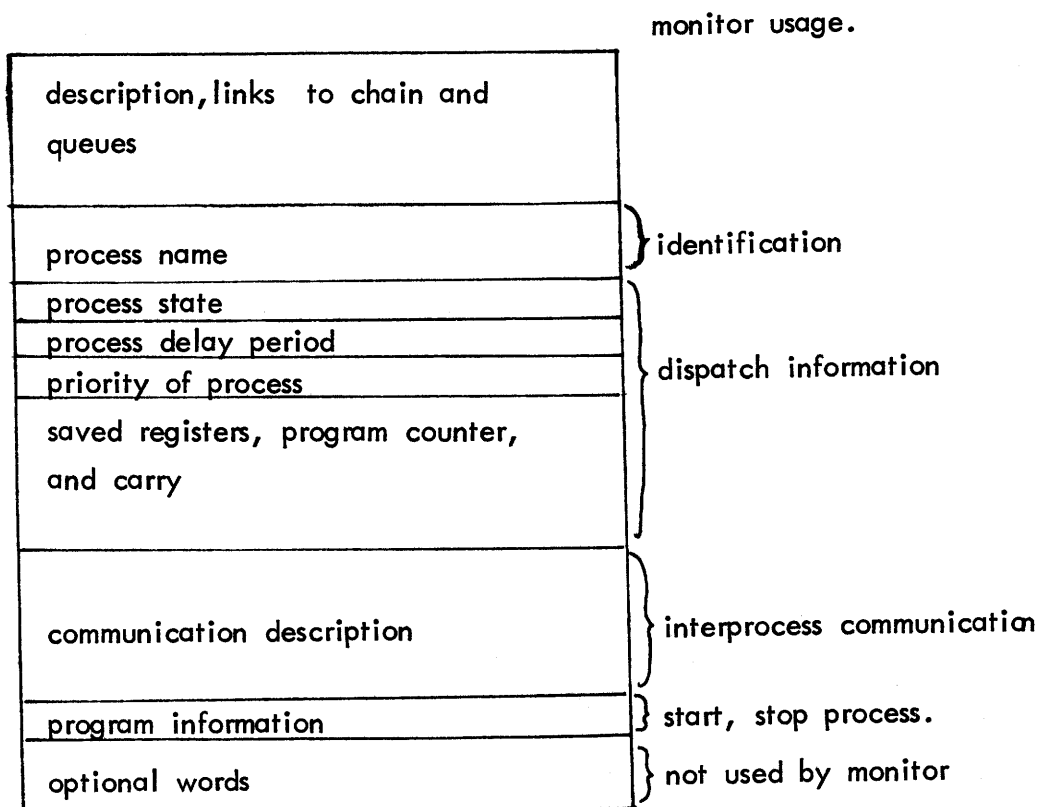 monitor usage.
description, links to chain and
queues
process name
identification
process state
process delay period
priority of process
dispatch information
saved registers, program counter,
and carry
communication description
interprocess communication
program information
start, stop process.
optional words
not used by monitor